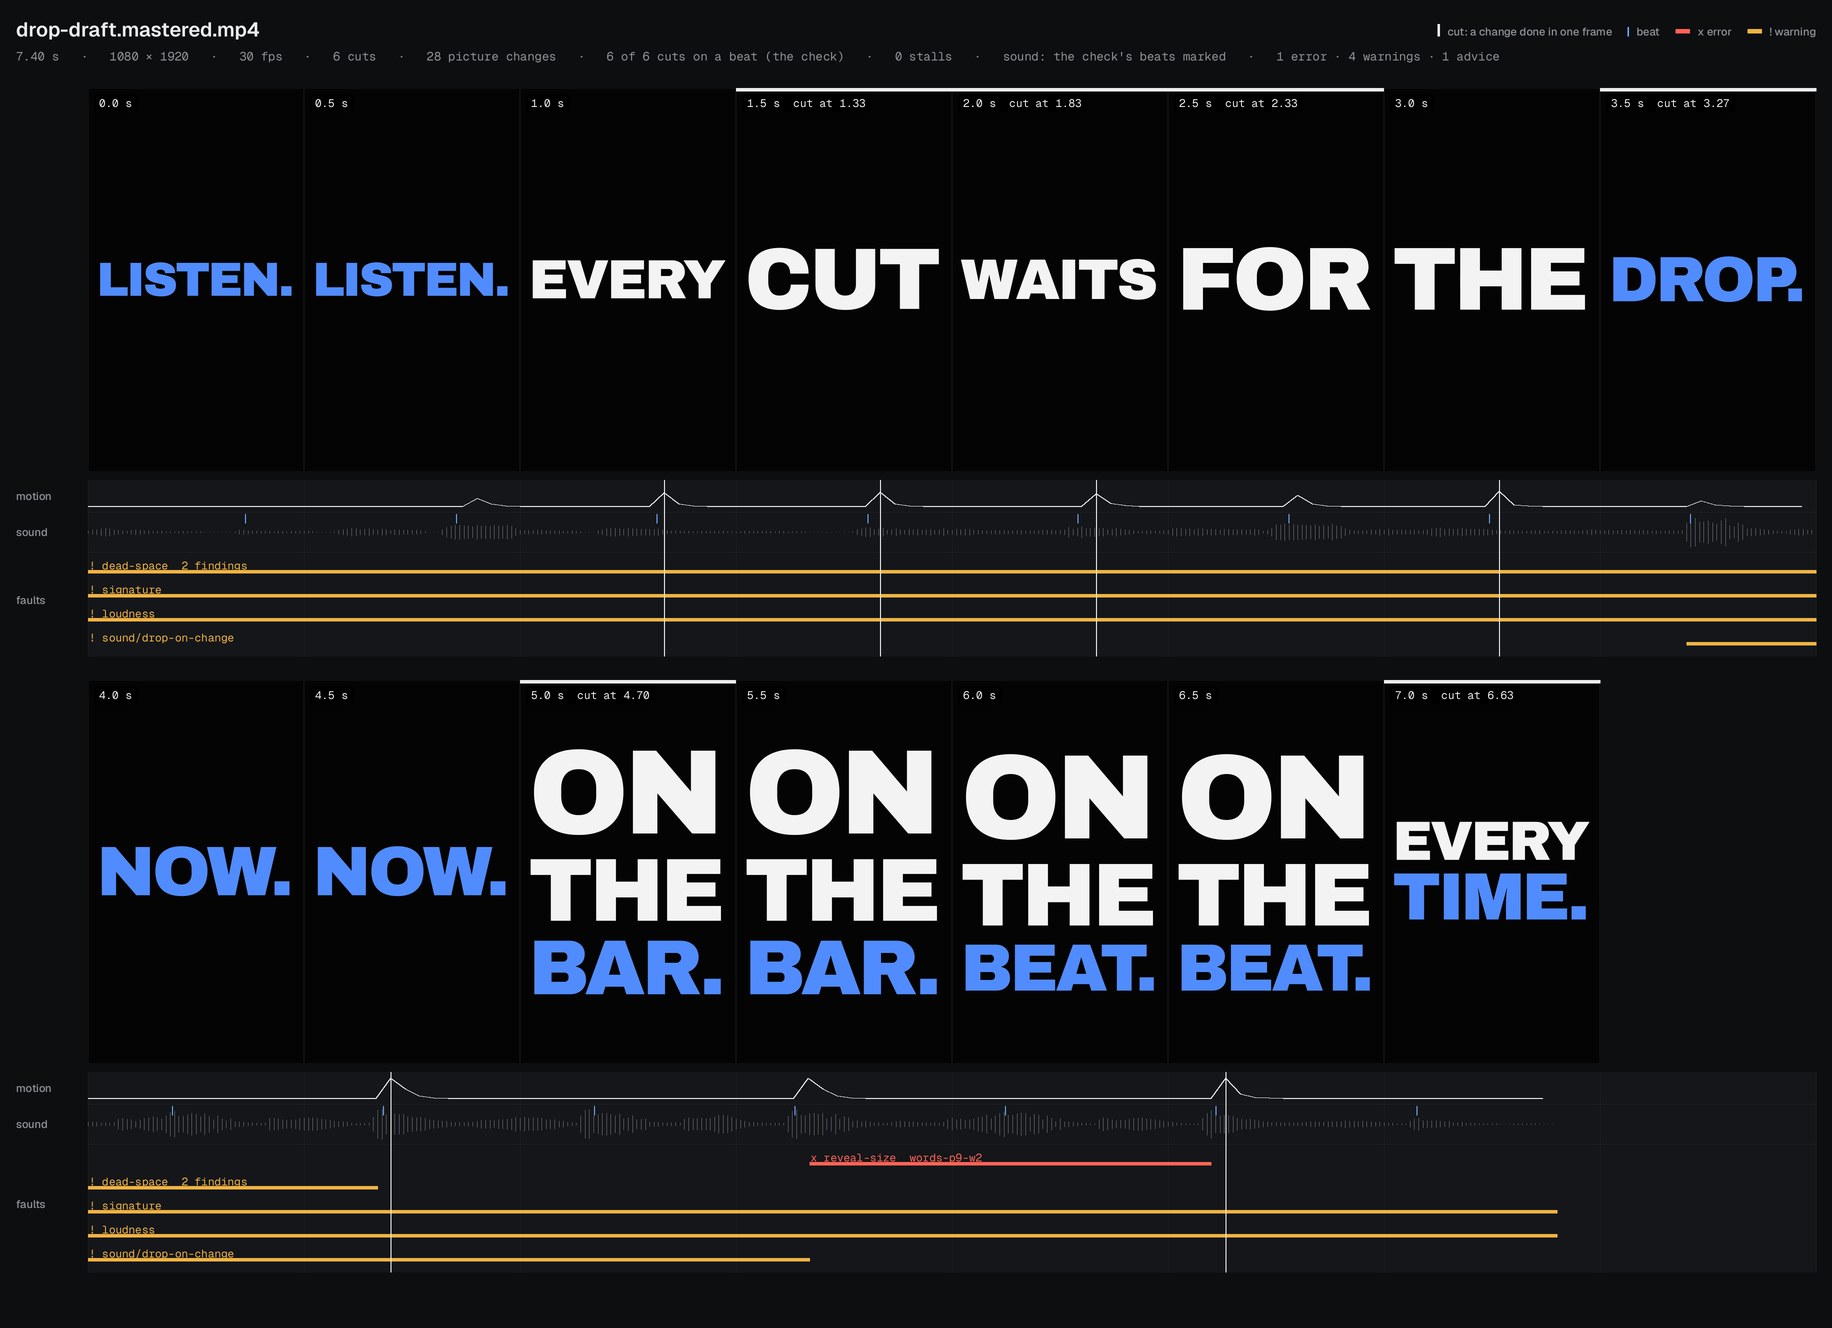 drop-draft.mastered.mp4
cut: a change done in one frame beat x error ! warning
7.40 s · 1080 × 1920 · 30 fps · 6 cuts · 28 picture changes · 6 of 6 cuts on a beat (the check) · 0 stalls · sound: the check's beats marked · 1 error · 4 warnings · 1 advice
0.0 s 0.5 s 1.0 s 1.5 s cut at 1.33 2.0 s cut at 1.83 2.5 s cut at 2.33 3.0 s 3.5 s cut at 3.27
LISTEN. LISTEN. EVERY CUT WAITS FOR THE DROP.
motion
sound
faults
! dead-space 2 findings
! signature
! loudness
! sound/drop-on-change
4.0 s 4.5 s 5.0 s cut at 4.70 5.5 s 6.0 s 6.5 s 7.0 s cut at 6.63
NOW.
NOW.
ON
THE
BAR.
ON
THE
BAR.
ON
THE
BEAT.
ON
THE
BEAT.
EVERY
TIME.
motion
sound
faults
x reveal-size words-p9-w2
! dead-space 2 findings
! signature
! loudness
! sound/drop-on-change